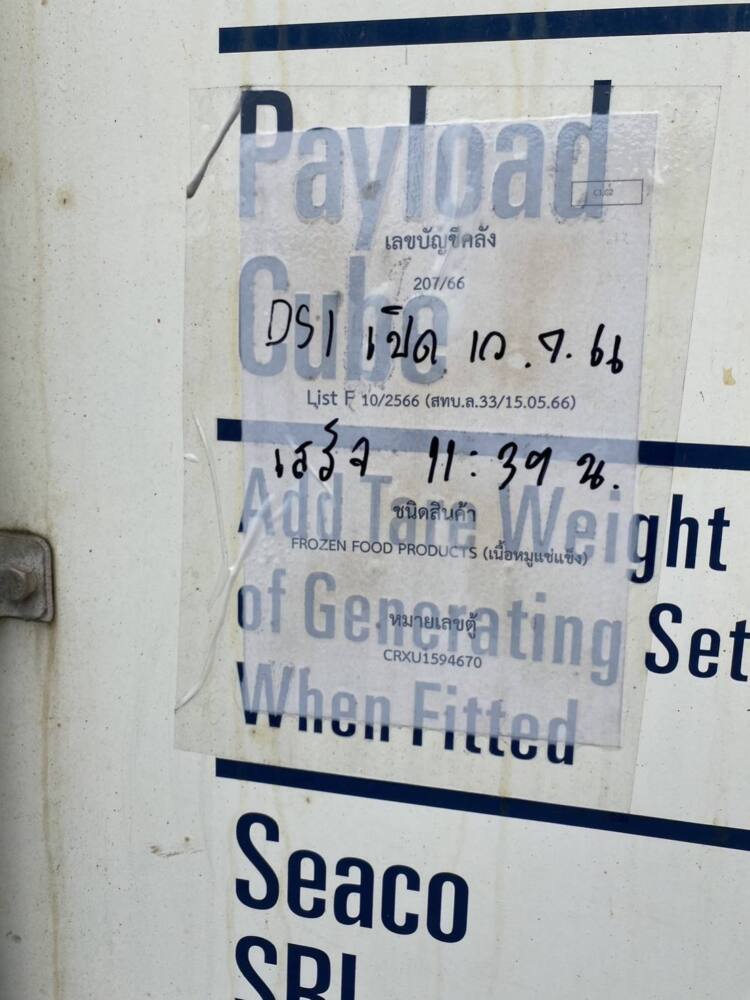 Payload
C1,C2
เลขบัญชีคลัง
207/66
Cube
DSI เปิด
List F 10/2566 (สทบ.ล.33/15.05.66)
เสร็จ 11:39 น.
Add Tare Weight
ชนิดสินค้า
FROZEN FOOD PRODUCTS (เนื้อหมูแช่แข็ง)
of Generating Set
หมายเลขตู้
CRXU1594670
When Fitted
Seaco